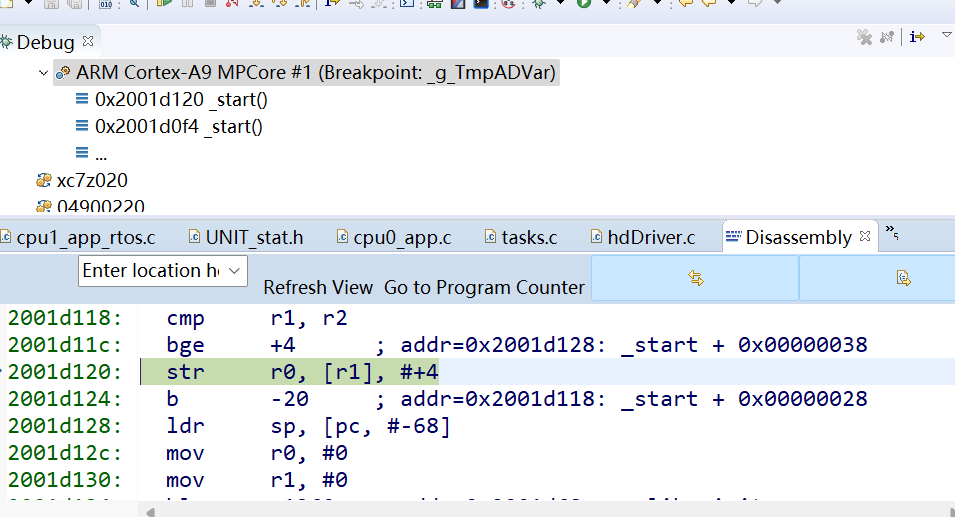 Debug
ARM Cortex-A9 MPCore #1 (Breakpoint: _g_TmpADVar)
0x2001d120 _start()
0x2001d0f4 _start()
...
xc7z020
04900220
cpu1_app_rtos.c UNIT_stat.h cpu0_app.c tasks.c hdDriver.c Disassembly »5
Enter location he Refresh View Go to Program Counter
2001d118: cmp r1, r2
2001d11c: bge +4 ; addr=0x2001d128: _start + 0x00000038
2001d120: str r0, [r1], #+4
2001d124: b -20 ; addr=0x2001d118: _start + 0x00000028
2001d128: ldr sp, [pc, #-68]
2001d12c: mov r0, #0
2001d130: mov r1, #0